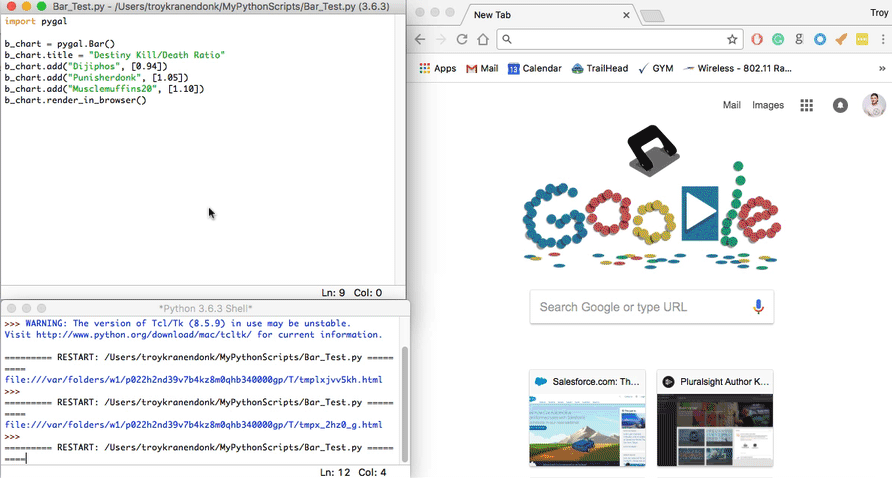 Bar_Test.py - /Users/troykranendonk/MyPythonScripts/Bar_Test.py (3.6.3)
import pygal
b_chart = pygal.Bar()
b_chart.title = "Destiny Kill/Death Ratio"
b_chart.add("Dijiphos", [0.94])
b_chart.add("Punisherdonk", [1.05])
b_chart.add("Musclemuffins20", [1.10])
b_chart.render_in_browser()
Ln: 9 Col: 0
*Python 3.6.3 Shell*
>>> WARNING: The version of Tcl/Tk (8.5.9) in use may be unstable.
Visit http://www.python.org/download/mac/tcltk/ for current information.
========= RESTART: /Users/troykranendonk/MyPythonScripts/Bar_Test.py =====
====
file:///var/folders/w1/p022h2nd39v7b4kz8m0qhb340000gp/T/tmplxjvv5kh.html
>>>
========= RESTART: /Users/troykranendonk/MyPythonScripts/Bar_Test.py =====
====
file:///var/folders/w1/p022h2nd39v7b4kz8m0qhb340000gp/T/tmpx_2hz0_g.html
>>>
========= RESTART: /Users/troykranendonk/MyPythonScripts/Bar_Test.py =====
====
Ln: 12 Col: 4
New Tab
Troy
Apps Mail 13 Calendar TrailHead GYM Wireless - 802.11 Ra... »
Mail Images
Google
Search Google or type URL
Salesforce.com: Th... Pluralsight Author K...